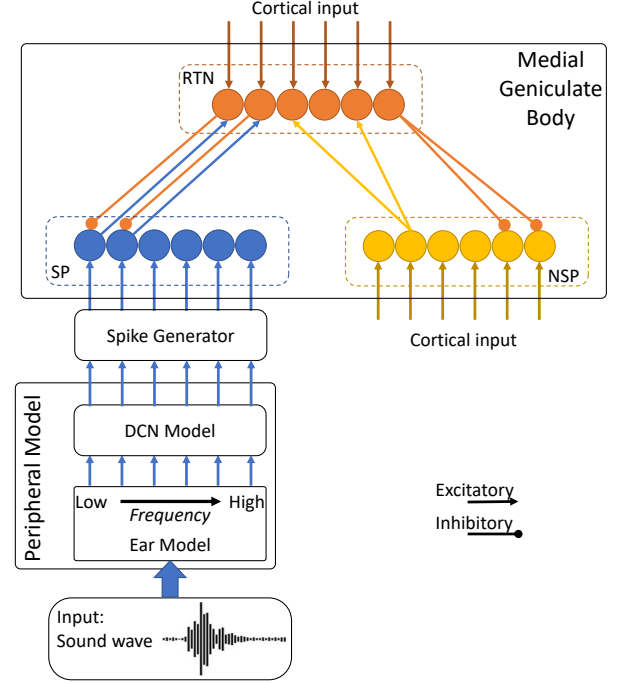 Cortical input
Medial
Geniculate
Body
RTN
SP
NSP
Cortical input
Spike Generator
Peripheral Model
DCN Model
Low
High
Frequency
Ear Model
Excitatory
Inhibitory
Input:
Sound wave